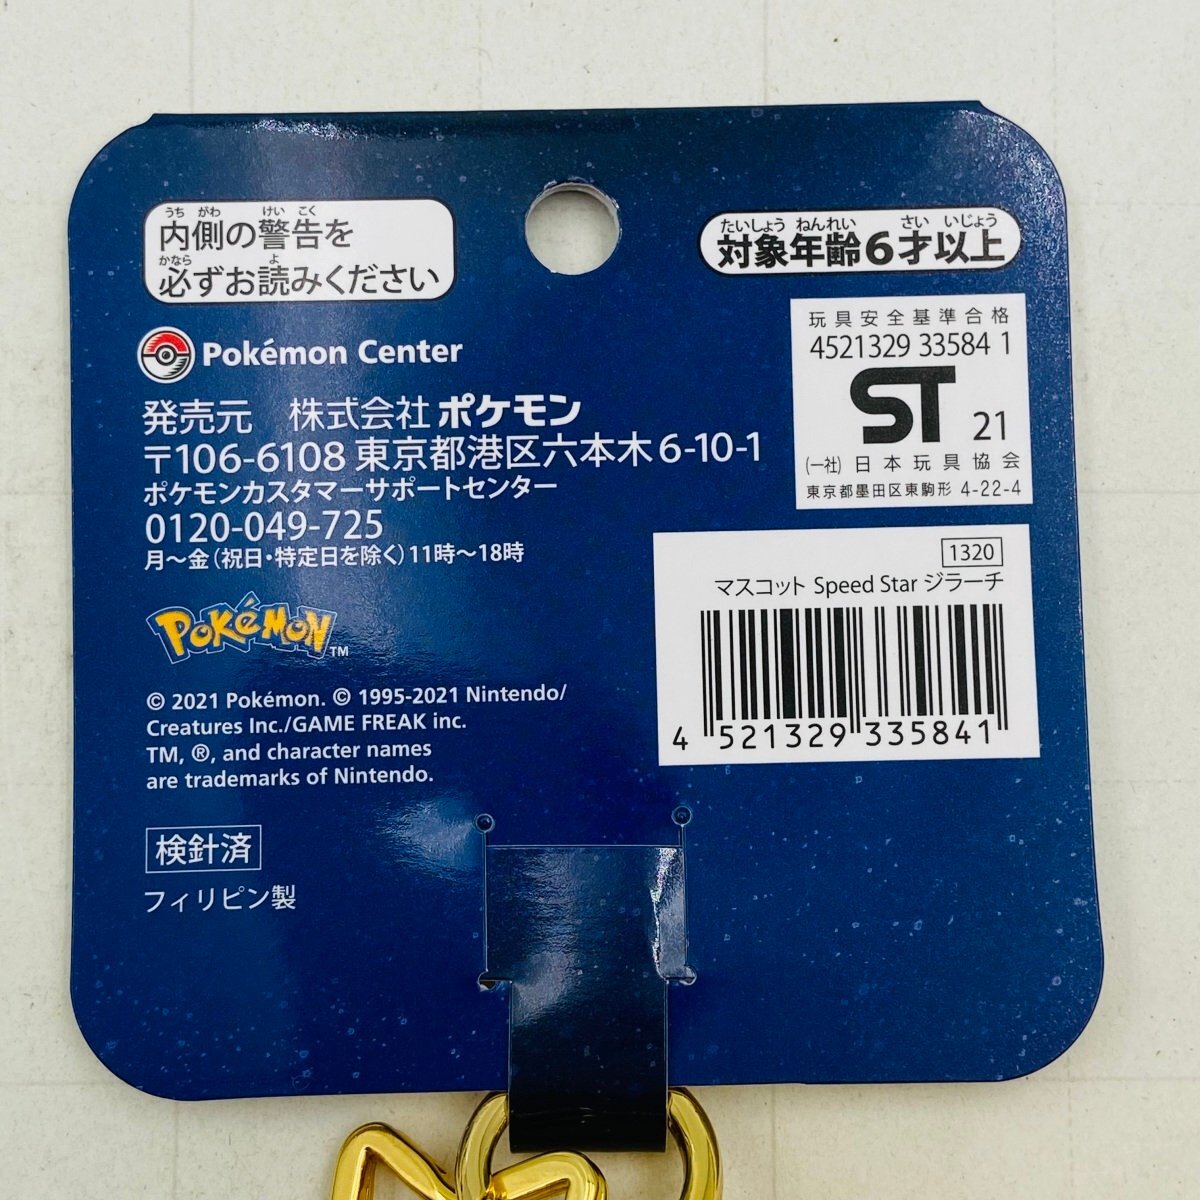 うち がわ けい こく
内側の警告を
かなら よ
必ずお読みください
Pokémon Center
発売元 株式会社ポケモン
〒106-6108 東京都港区六本木6-10-1
ポケモンカスタマーサポートセンター
0120-049-725
月～金(祝日・特定日を除く)11時～18時
POKéMON TM
© 2021 Pokémon. © 1995-2021 Nintendo/
Creatures Inc./GAME FREAK inc.
TM, ®, and character names
are trademarks of Nintendo.
検針済
フィリピン製
たいしょう ねんれい さい いじょう
対象年齢6才以上
玩具安全基準合格
4521329 33584 1
ST 21
(一社) 日本玩具協会
東京都墨田区東駒形 4-22-4
1320
マスコット Speed Star ジラーチ
4 521329 335841